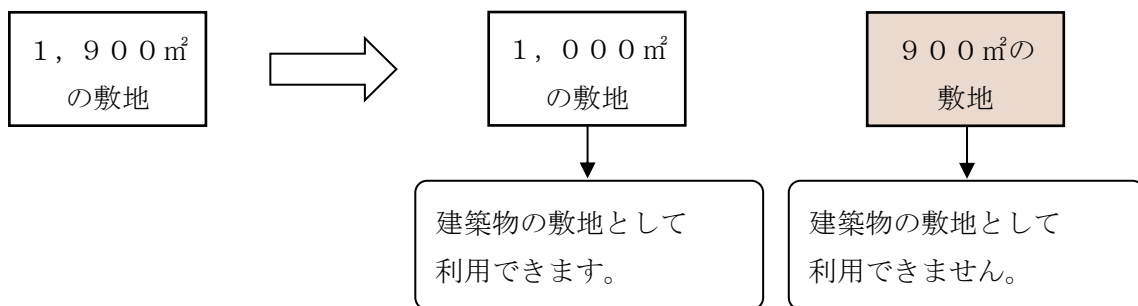 １，９００㎡
の敷地
１，０００㎡
の敷地
９００㎡の
敷地
建築物の敷地として
利用できます。
建築物の敷地として
利用できません。